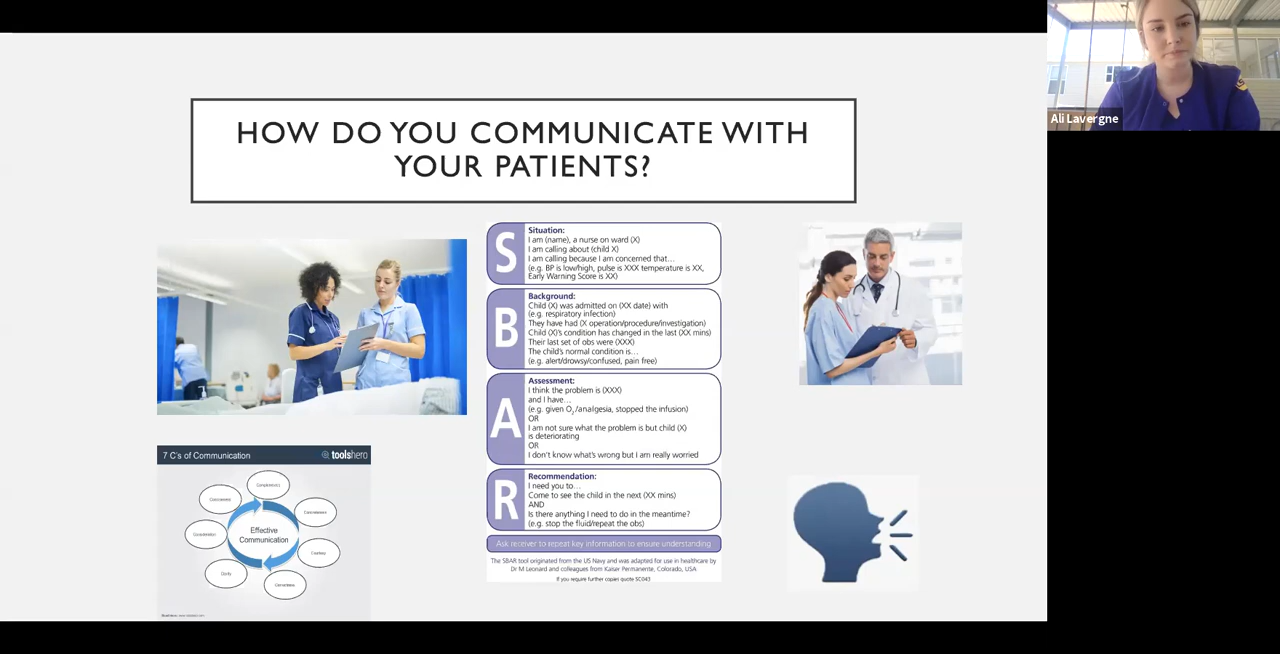 HOW DO YOU COMMUNICATE WITH
YOUR PATIENTS?
Ali Lavergne
S
Situation:
I am (name), a nurse on ward (X)
I am calling about (child X)
I am calling because I am concerned that...
(e.g. BP is low/high, pulse is XXX temperature is XX,
Early Warning Score is XX)
B
Background:
Child (X) was admitted on (XX date) with
(e.g. respiratory infection)
They have had (X operation/procedure/investigation)
Child (X)'s condition has changed in the last (XX mins)
Their last set of obs were (XXX)
The child's normal condition is...
(e.g. alert/drowsy/confused, pain free)
A
Assessment:
I think the problem is (XXX)
and I have...
(e.g. given O2/analgesia, stopped the infusion)
OR
I am not sure what the problem is but child (X)
is deteriorating
OR
I don't know what's wrong but I am really worried
R
Recommendation:
I need you to...
Come to see the child in the next (XX mins)
AND
Is there anything I need to do in the meantime?
(e.g. stop the fluid/repeat the obs)
Ask receiver to repeat key information to ensure understanding
The SBAR tool originated from the US Navy and was adapted for use in healthcare by
Dr M Leonard and colleagues from Kaiser Permanente, Colorado, USA
If you require further copies quote SC043
7 C's of Communication
toolshero
Completeness
Conciseness
Consideration
Clarity
Courtesy
Correctness
Effective
Communication